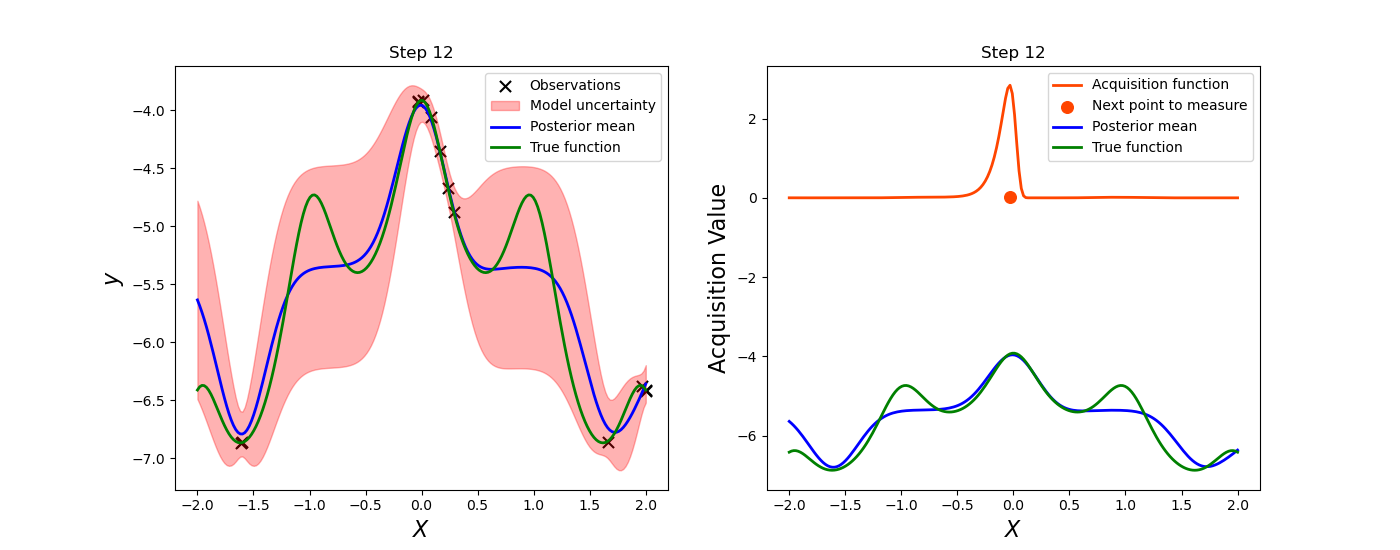 Step 12
Observations
Model uncertainty
Posterior mean
True function
y
−4.0
−4.5
−5.0
−5.5
−6.0
−6.5
−7.0
−2.0 −1.5 −1.0 −0.5 0.0 0.5 1.0 1.5 2.0
X
Step 12
Acquisition function
Next point to measure
Posterior mean
True function
Acquisition Value
2
0
−2
−4
−6
−2.0 −1.5 −1.0 −0.5 0.0 0.5 1.0 1.5 2.0
X